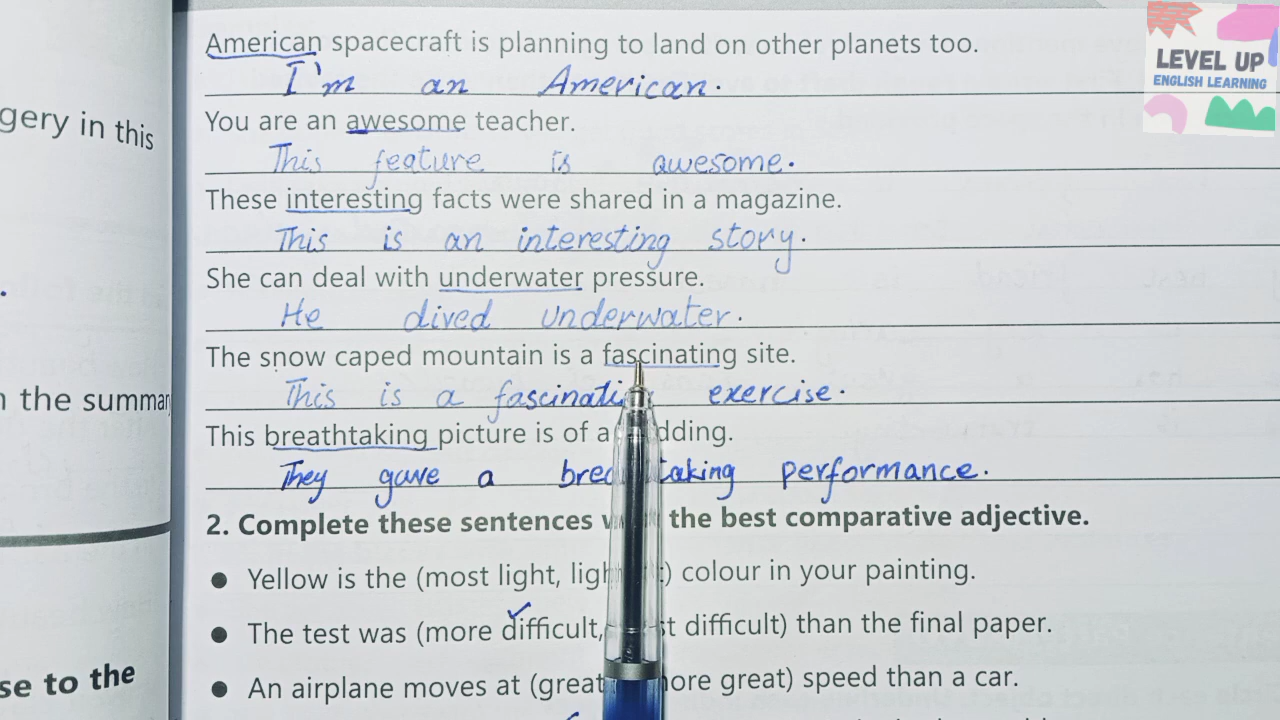 American spacecraft is planning to land on other planets too.
I'm an American.
You are an awesome teacher.
This feature is awesome.
These interesting facts were shared in a magazine.
This is an interesting story.
She can deal with underwater pressure.
He dived underwater.
The snow caped mountain is a fascinating site.
This is a exercise.
This breathtaking picture is of a
They gave a performance.
2. Complete these sentences the best comparative adjective.
● Yellow is the (most light, colour in your painting.
● The test was (more difficult, difficult) than the final paper.
● An airplane moves at great) speed than a car.
gery in this
the summary
se to the
LEVEL UP
ENGLISH LEARNING